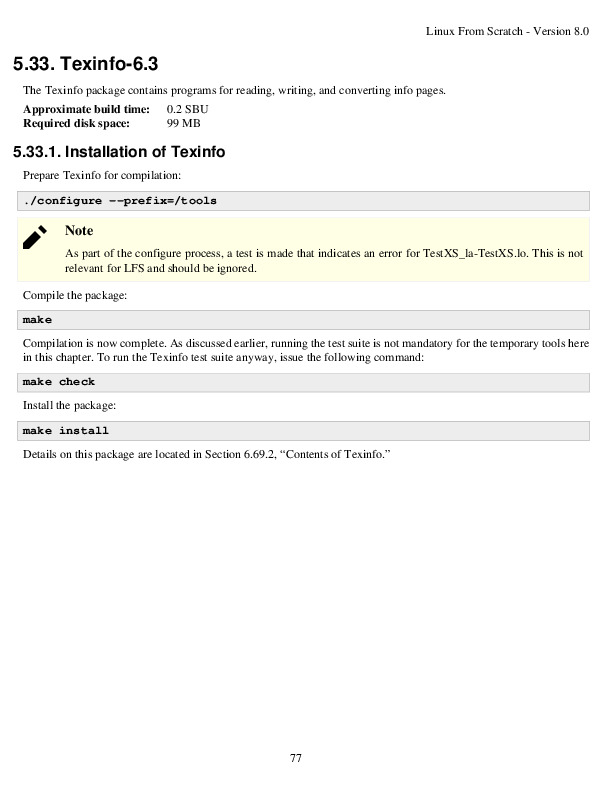 Linux From Scratch - Version 8.0
5.33. Texinfo-6.3
The Texinfo package contains programs for reading, writing, and converting info pages.
Approximate build time: 0.2 SBU
Required disk space: 99 MB
5.33.1. Installation of Texinfo
Prepare Texinfo for compilation:
./configure --prefix=/tools
Note
As part of the configure process, a test is made that indicates an error for TestXS_la-TestXS.lo. This is not
relevant for LFS and should be ignored.
Compile the package:
make
Compilation is now complete. As discussed earlier, running the test suite is not mandatory for the temporary tools here
in this chapter. To run the Texinfo test suite anyway, issue the following command:
make check
Install the package:
make install
Details on this package are located in Section 6.69.2, “Contents of Texinfo.”
77